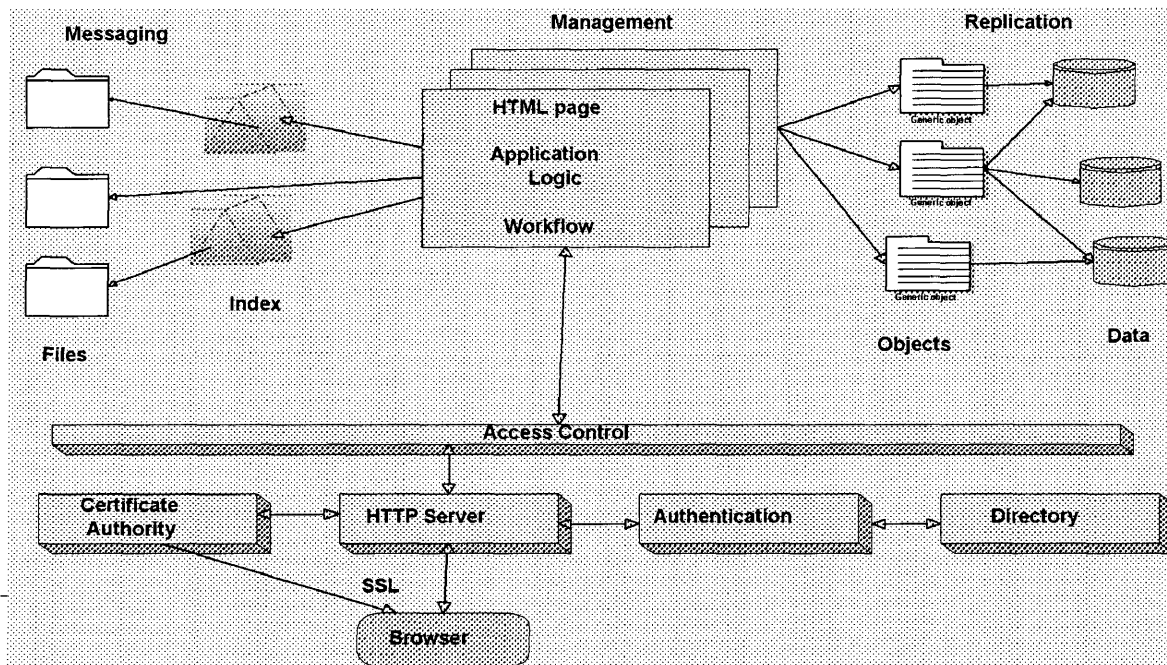 Messaging
Management
Replication
HTML page
Application
Logic
Workflow
Generic object
Generic object
Generic object
Index
Files
Objects
Data
Access Control
Certificate
Authority
HTTP Server
Authentication
Directory
SSL
Browser